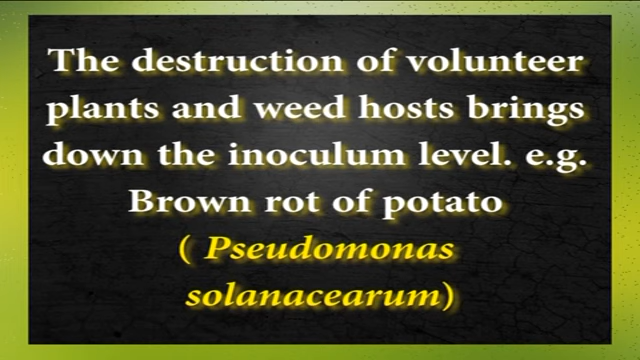 The destruction of volunteer
plants and weed hosts brings
down the inoculum level. e.g.
Brown rot of potato
( Pseudomonas
solanacearum)